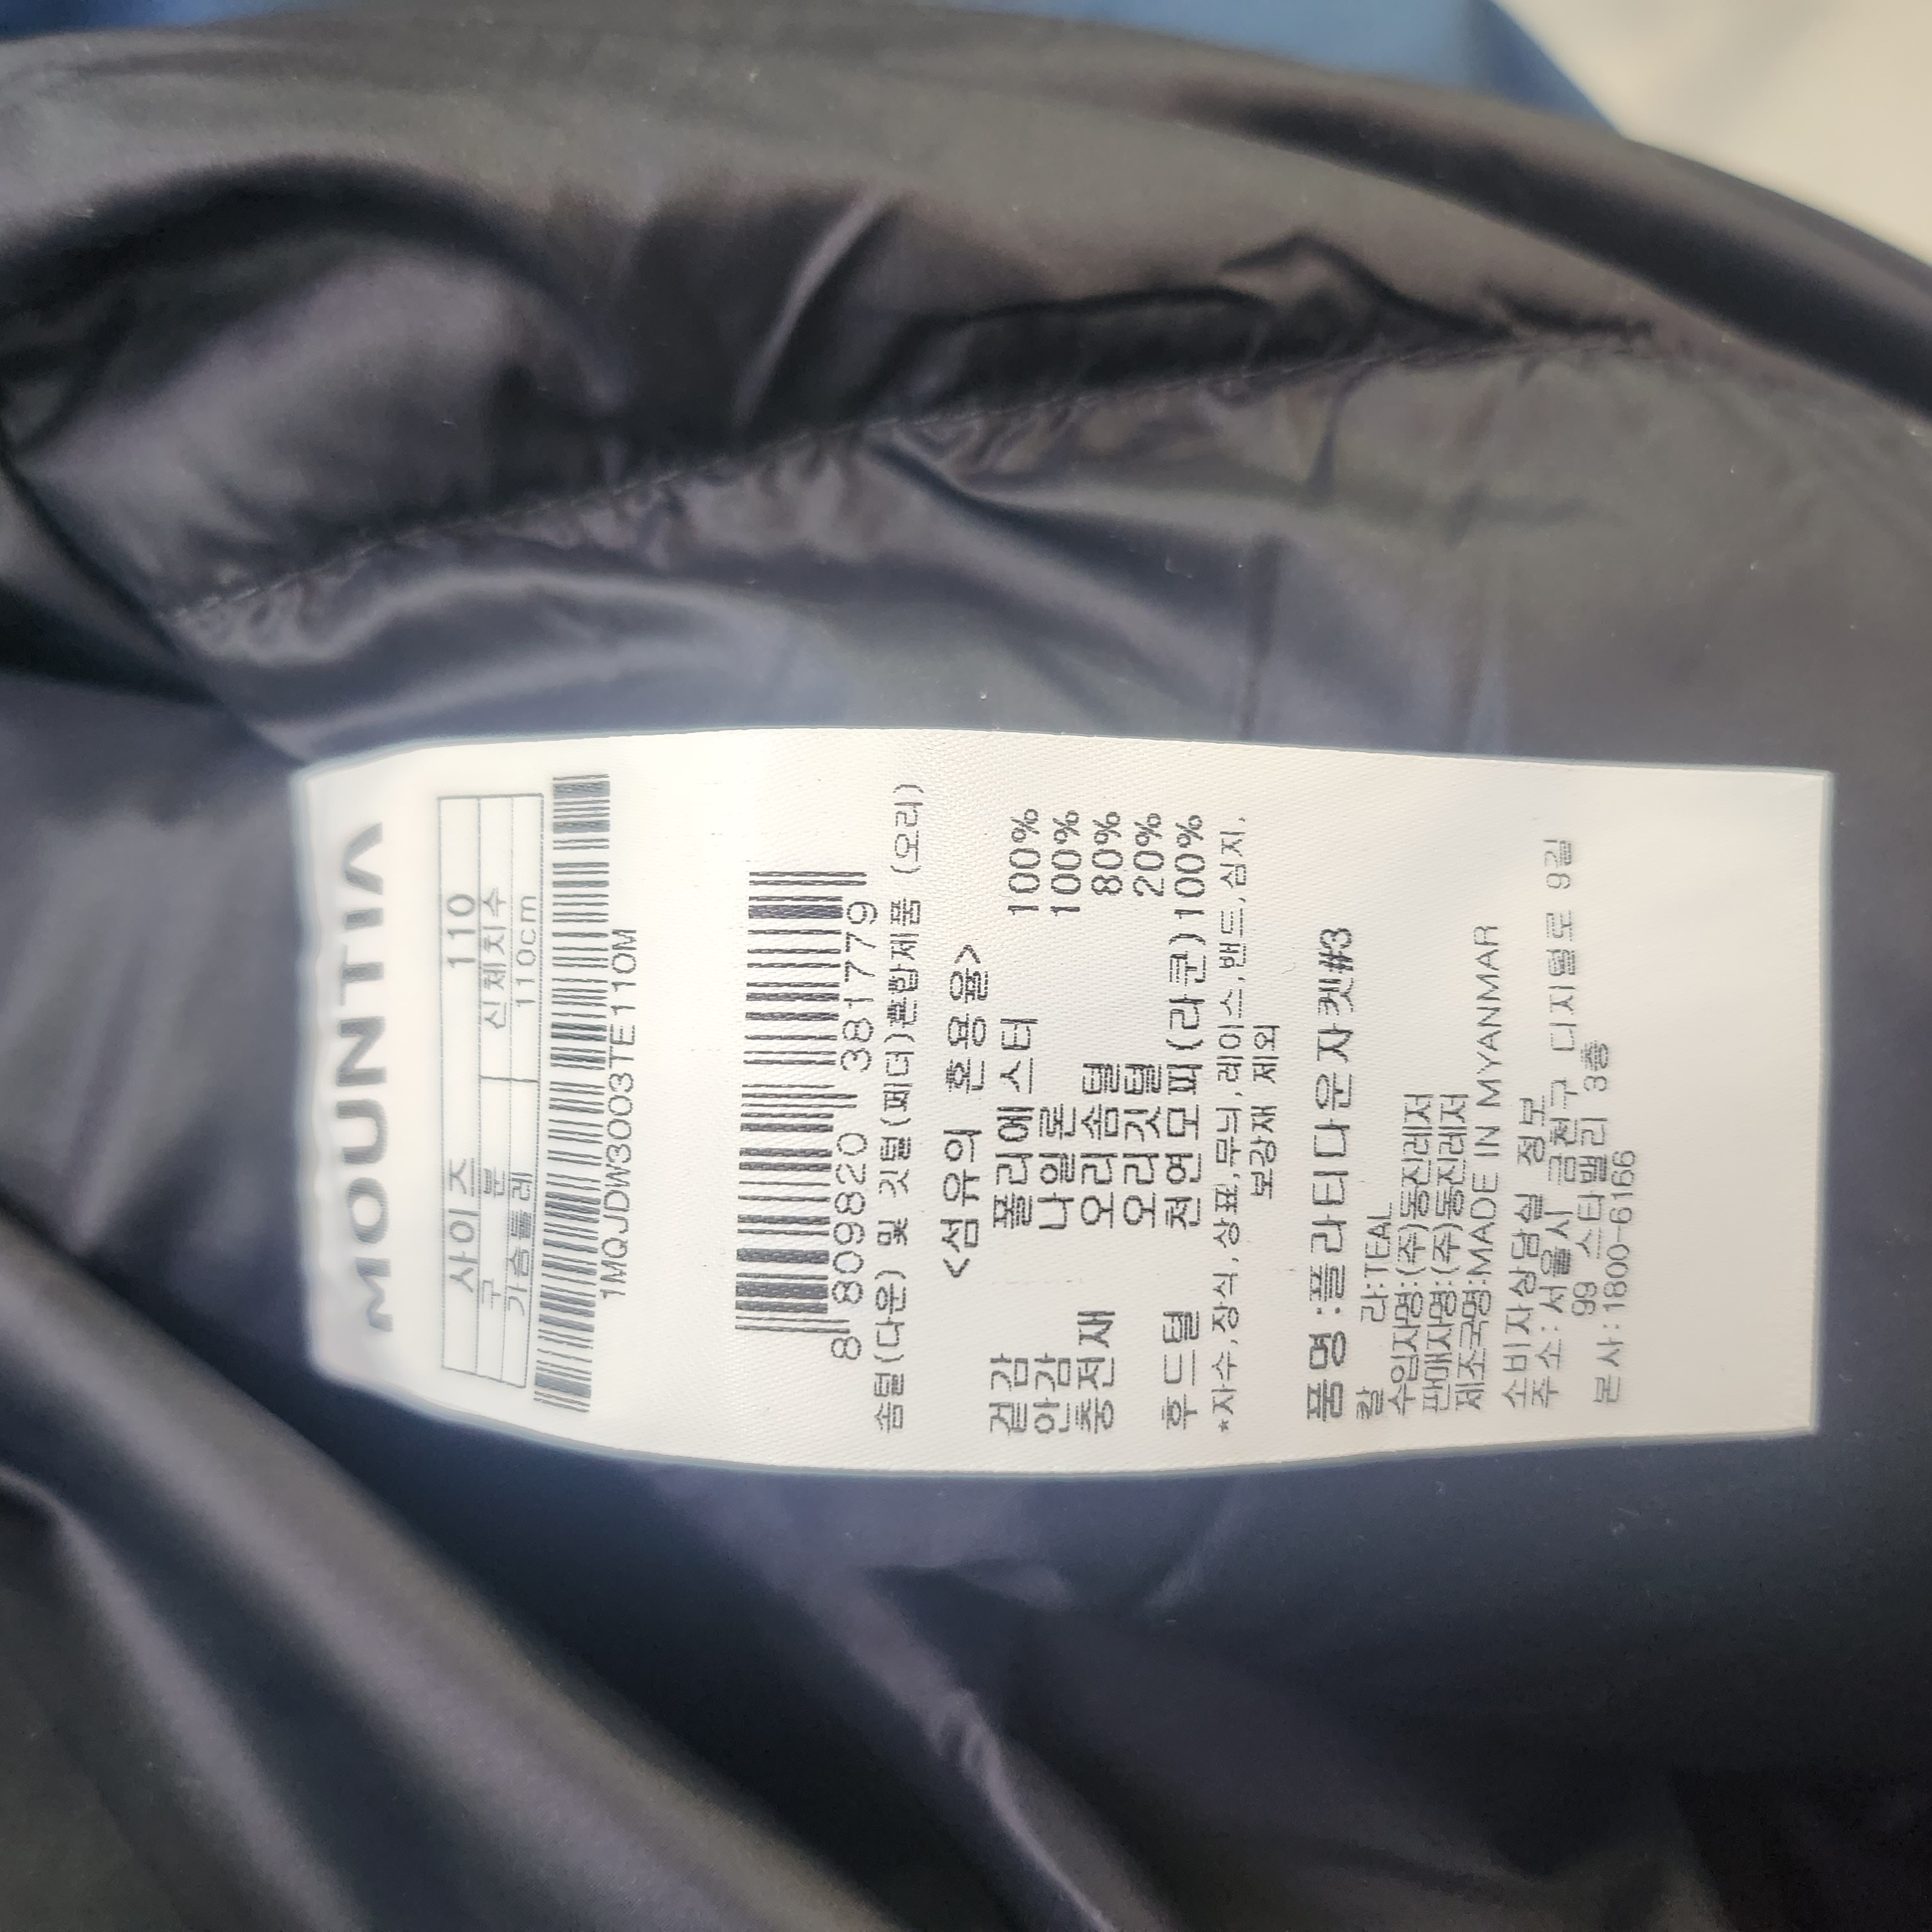 MOUNTIA
사이즈 110
구 분 신체치수
가슴둘레 110cm
1MQJDW3003TE110M
8 809820 381779
솜털(다운) 및 깃털(페더)혼합제품 (오리)
<섬유의 혼용율>
겉감 폴리에스터 100%
안감 나일론 100%
충전재 오리솜털 80%
오리깃털 20%
후드털 천연모피(라쿤)100%
*자수,장식,상표,무늬,레이스,밴드,심지,
보강재 제외
품명:플라티다운자켓#3
칼 라:TEAL
수입자명:(주)동진레저
판매자명:(주)동진레저
제조국명:MADE IN MYANMAR
소비자상담실 정보
주소:서울시 금천구 디지털로 9길
99 스타밸리 3층
본사:1800-6166